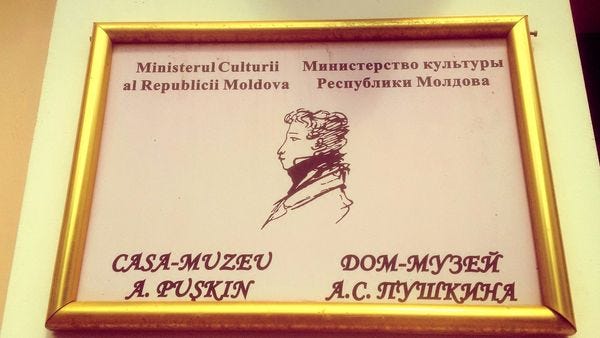 Ministerul Culturii
al Republicii Moldova
Министерство культуры
Республики Молдова
CASA-MUZEU
A. PUŞKIN
ДОМ-МУЗЕЙ
А.С. ПУШКИНА